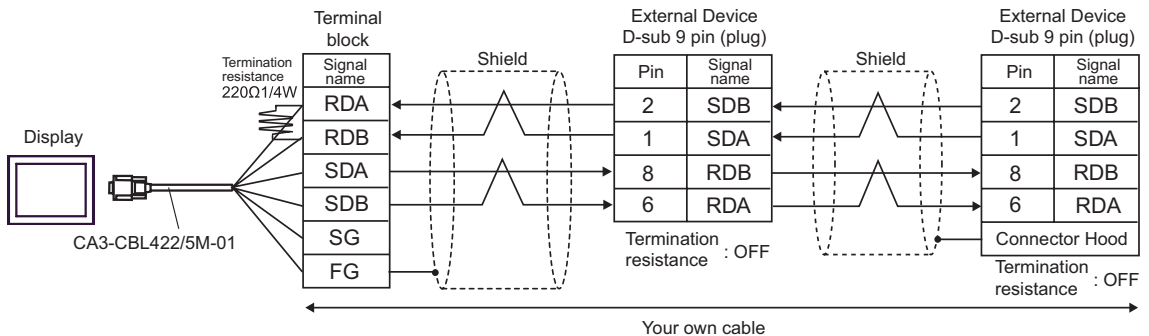 Display
CA3-CBL422/5M-01
Termination
resistance
220Ω1/4W
Terminal
block
Signal
name
RDA
RDB
SDA
SDB
SG
FG
Shield
External Device
D-sub 9 pin (plug)
Pin
Signal
name
2 SDB
1 SDA
8 RDB
6 RDA
Termination
resistance : OFF
Shield
External Device
D-sub 9 pin (plug)
Pin
Signal
name
2 SDB
1 SDA
8 RDB
6 RDA
Connector Hood
Termination
resistance : OFF
Your own cable